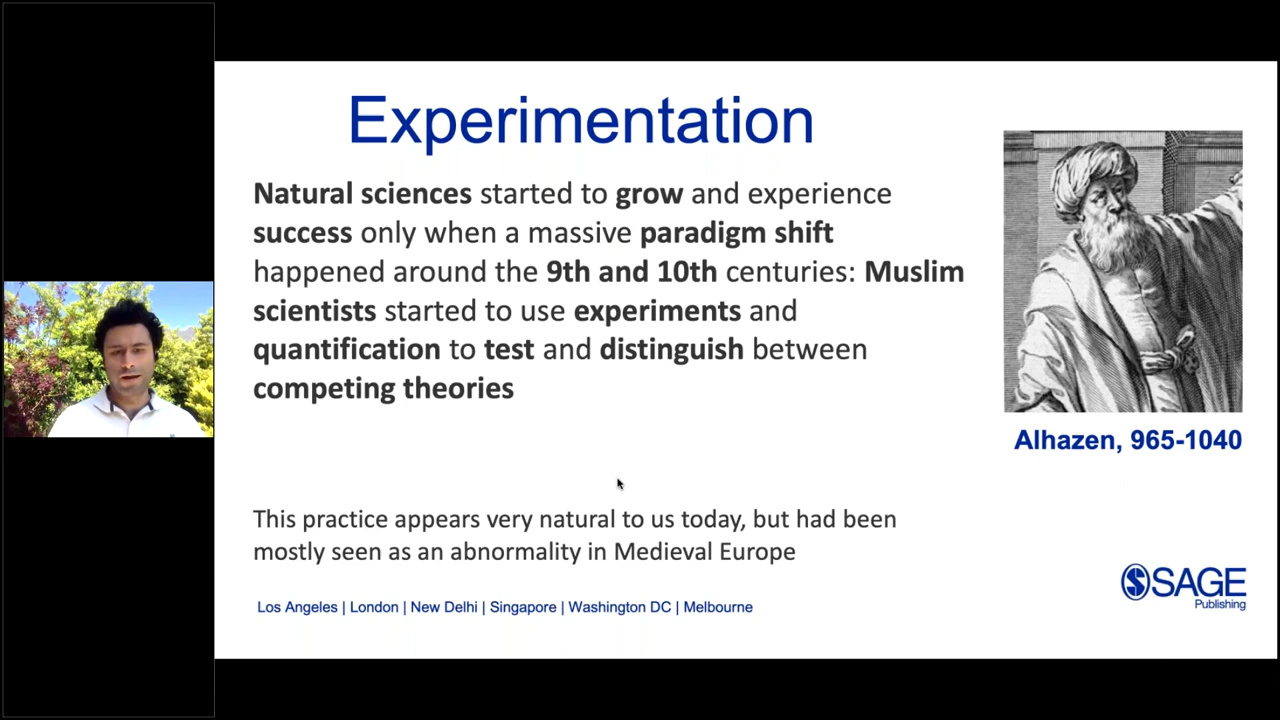 Experimentation
Natural sciences started to grow and experience
success only when a massive paradigm shift
happened around the 9th and 10th centuries: Muslim
scientists started to use experiments and
quantification to test and distinguish between
competing theories
Alhazen, 965-1040
This practice appears very natural to us today, but had been
mostly seen as an abnormality in Medieval Europe
Los Angeles | London | New Delhi | Singapore | Washington DC | Melbourne
SAGE
Publishing